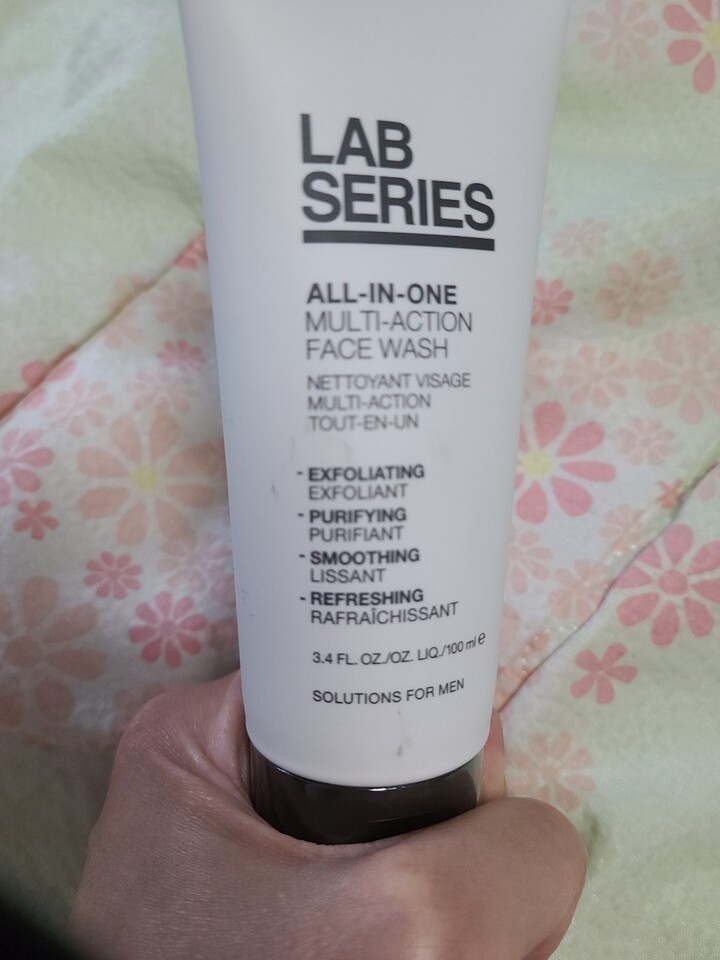 LAB
SERIES
ALL-IN-ONE
MULTI-ACTION
FACE WASH
NETTOYANT VISAGE
MULTI-ACTION
TOUT-EN-UN
- EXFOLIATING
EXFOLIANT
- PURIFYING
PURIFIANT
- SMOOTHING
LISSANT
- REFRESHING
RAFRAÎCHISSANT
3.4 FL. OZ./OZ. LIQ./100 ml ℮
SOLUTIONS FOR MEN